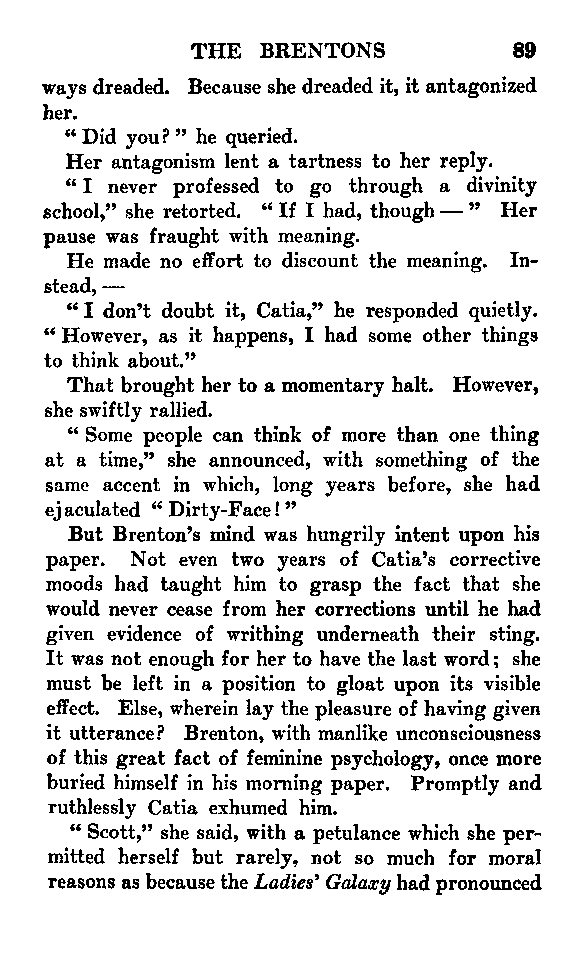 THE BRENTONS 89
ways dreaded. Because she dreaded it, it antagonized
her.
" Did you? " he queried.
Her antagonism lent a tartness to her reply.
" I never professed to go through a divinity
school," she retorted. " If I had, though — " Her
pause was fraught with meaning.
He made no effort to discount the meaning. In-
stead, —
" I don't doubt it, Catia," he responded quietly.
" However, as it happens, I had some other things
to think about."
That brought her to a momentary halt. However,
she swiftly rallied.
" Some people can think of more than one thing
at a time," she announced, with something of the
same accent in which, long years before, she had
ejaculated " Dirty-Face! "
But Brenton's mind was hungrily intent upon his
paper. Not even two years of Catia's corrective
moods had taught him to grasp the fact that she
would never cease from her corrections until he had
given evidence of writhing underneath their sting.
It was not enough for her to have the last word; she
must be left in a position to gloat upon its visible
effect. Else, wherein lay the pleasure of having given
it utterance? Brenton, with manlike unconsciousness
of this great fact of feminine psychology, once more
buried himself in his morning paper. Promptly and
ruthlessly Catia exhumed him.
" Scott," she said, with a petulance which she per-
mitted herself but rarely, not so much for moral
reasons as because the Ladies' Galaxy had pronounced